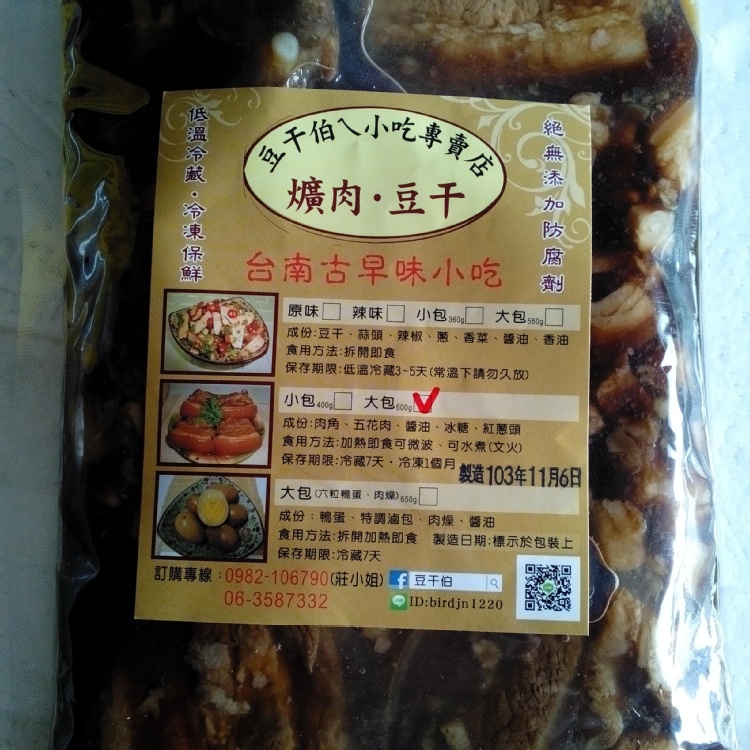 豆干伯ㄟ小吃專賣店
爌肉·豆干
低溫冷藏·冷凍保鮮
絕無添加防腐劑
台南古早味小吃
原味□ 辣味□ 小包360g□ 大包580g□
成份:豆干、蒜頭、辣椒、蔥、香菜、醬油、香油
食用方法:拆開即食
保存期限:低溫冷藏3~5天(常溫下請勿久放)
小包400g□ 大包600g☑
成份:肉角、五花肉、醬油、冰糖、紅蔥頭
食用方法:加熱即食可微波、可水煮(文火)
保存期限:冷藏7天·冷凍1個月
製造103年11月6日
大包(六粒鴨蛋、肉燥)650g□
成份:鴨蛋、特調滷包、肉燥、醬油
食用方法:拆開加熱即食 製造日期:標示於包裝上
保存期限:冷藏7天
訂購專線:0982-106790(莊小姐)
f 豆干伯
06-3587332
LINE ID:birdjn1220